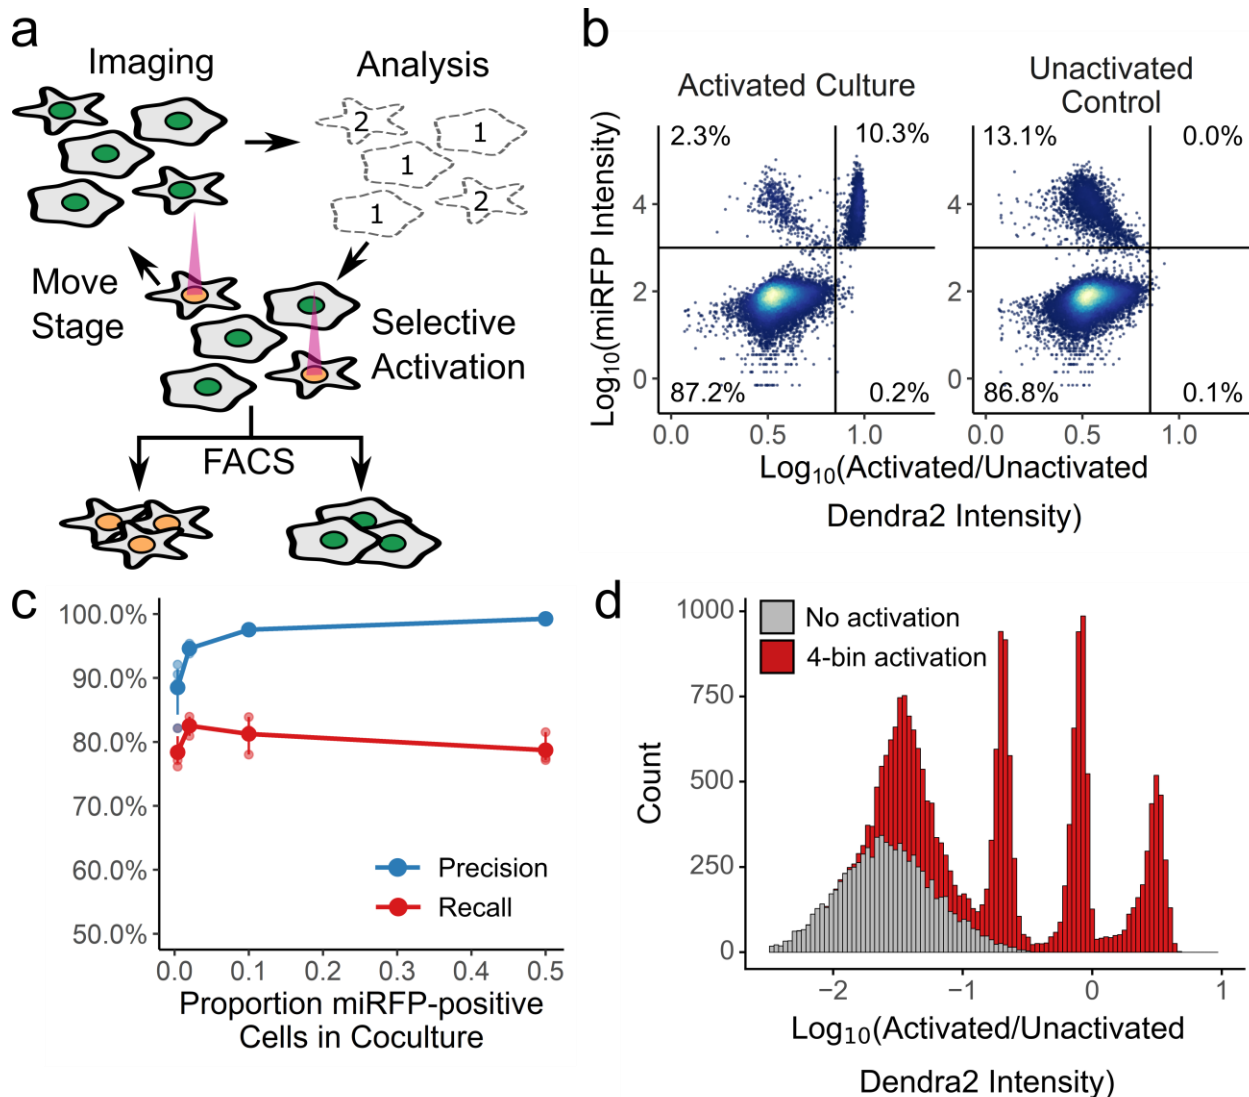 a
Imaging
Analysis
2
1
1
1
2
Move
Stage
Selective
Activation
FACS
b
Activated Culture
Unactivated
Control
Log10(miRFP Intensity)
2.3%
10.3%
87.2%
0.2%
13.1%
0.0%
86.8%
0.1%
4
2
0
4
2
0
0.0
0.5
1.0
0.0
0.5
1.0
Log10(Activated/Unactivated
Dendra2 Intensity)
c
100.0%
90.0%
80.0%
70.0%
60.0%
50.0%
Precision
Recall
0.0
0.1
0.2
0.3
0.4
0.5
Proportion miRFP-positive
Cells in Coculture
d
No activation
4-bin activation
Count
1000
750
500
250
0
−2
−1
0
1
Log10(Activated/Unactivated
Dendra2 Intensity)